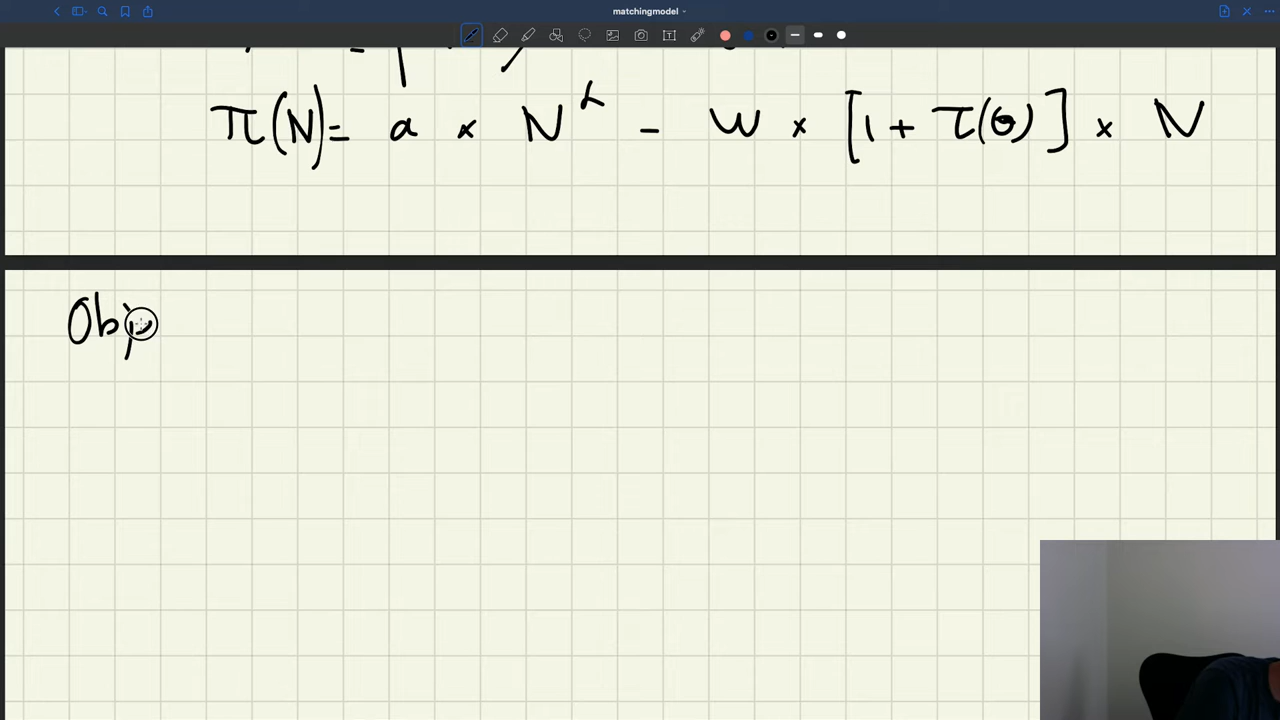 matchingmodel
π(N) = a × N^α - W × [1 + τ(θ)] × N
Obj